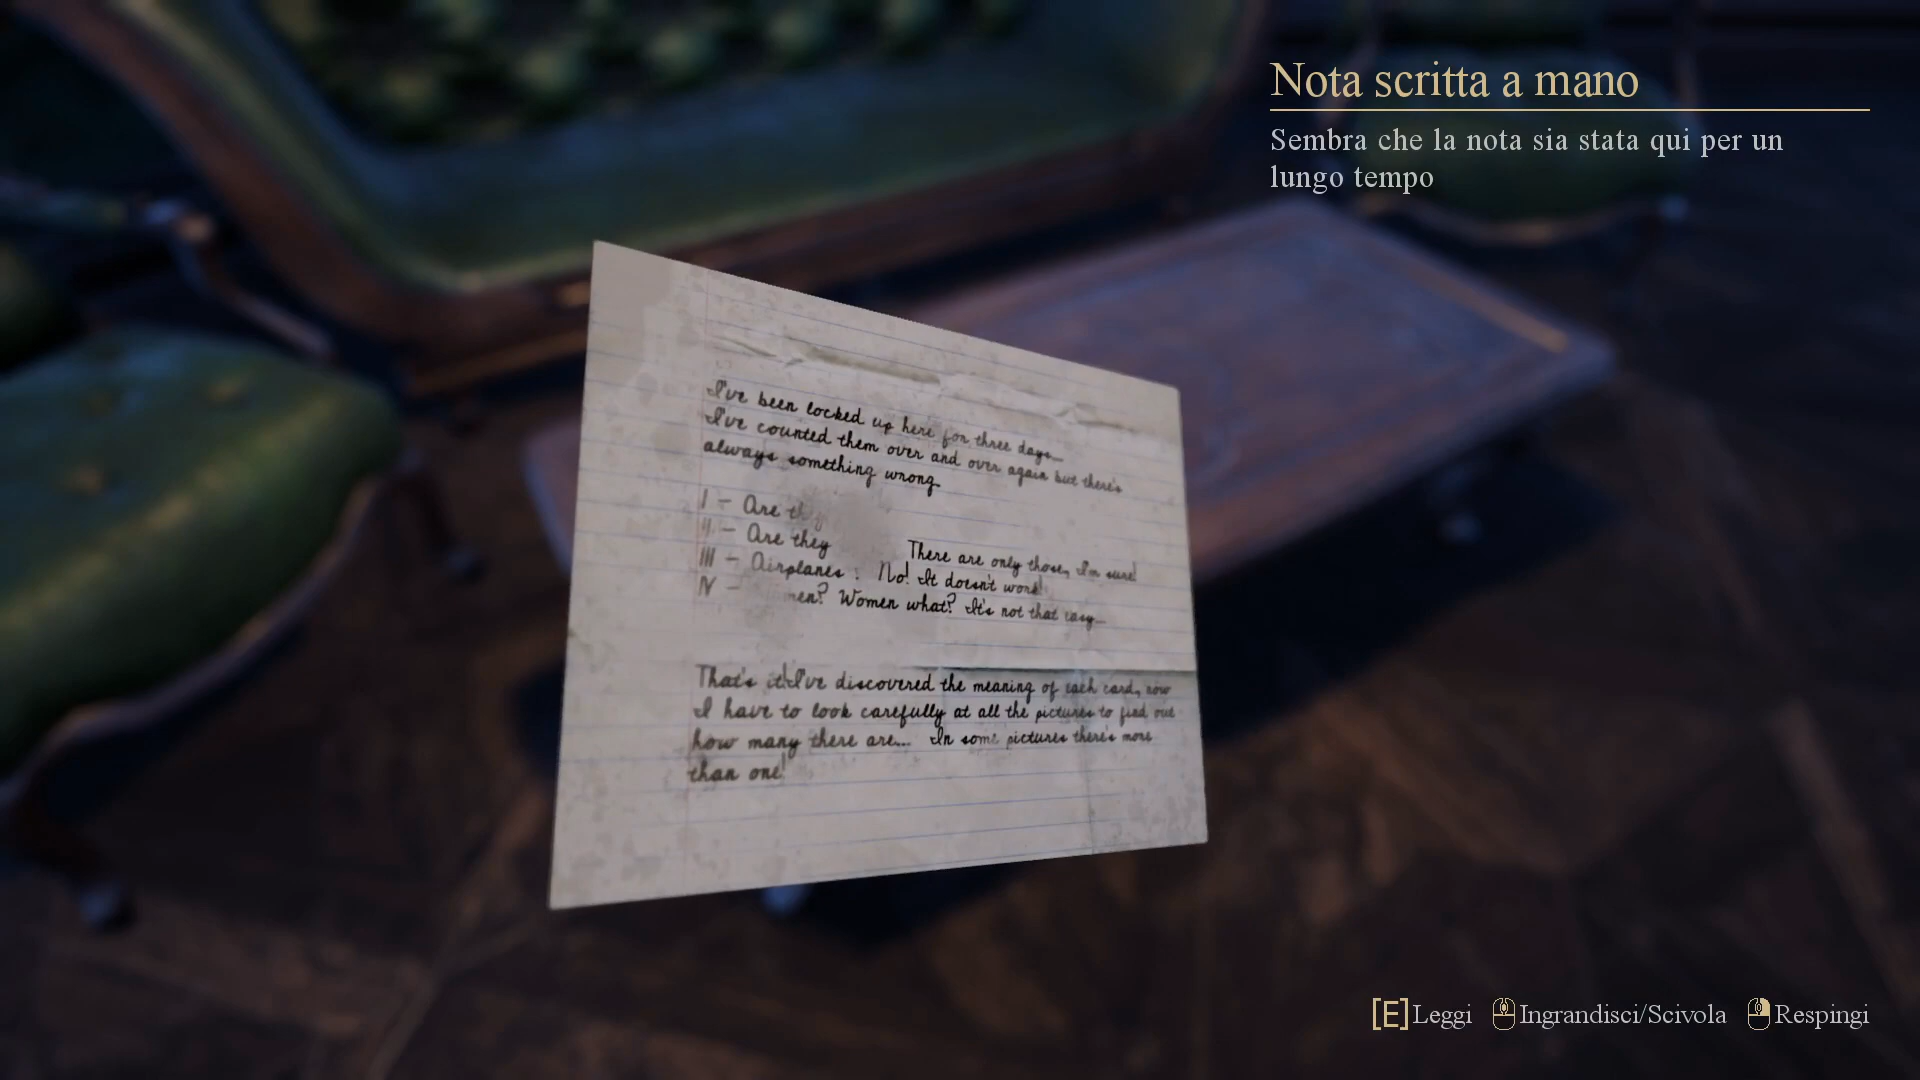 Nota scritta a mano
Sembra che la nota sia stata qui per un
lungo tempo
I've been locked up here for three days...
I've counted them over and over again but there's
always something wrong.
I - Are
II - Are they There are only those, I'm sure!
III - Airplanes. No! It doesn't work!
IV - Women what? It's not that easy...
That's it! I've discovered the meaning of each card, now
I have to look carefully at all the pictures to find out
how many there are... In some pictures there's more
than one!
[E] Leggi Ingrandisci/Scivola Respingi